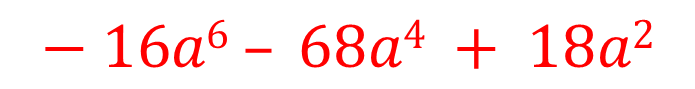 − 16a⁶ – 68a⁴ + 18a²